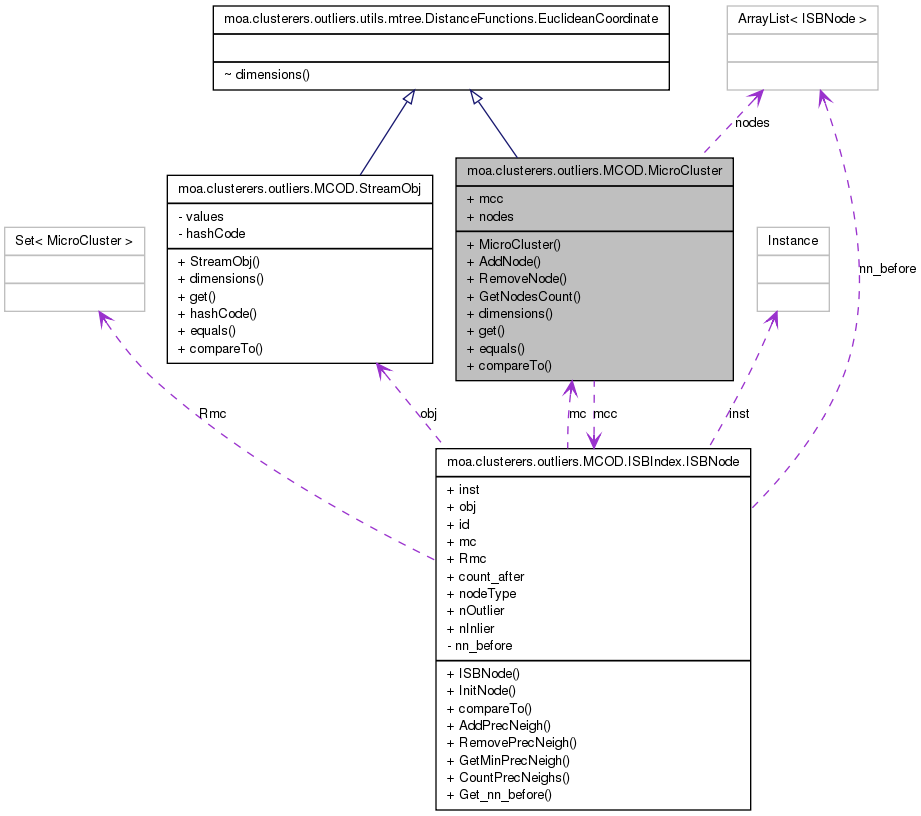 moa.clusterers.outliers.utils.mtree.DistanceFunctions.EuclideanCoordinate
~ dimensions()
ArrayList< ISBNode >
nodes
moa.clusterers.outliers.MCOD.StreamObj
- values
- hashCode
+ StreamObj()
+ dimensions()
+ get()
+ hashCode()
+ equals()
+ compareTo()
moa.clusterers.outliers.MCOD.MicroCluster
+ mcc
+ nodes
+ MicroCluster()
+ AddNode()
+ RemoveNode()
+ GetNodesCount()
+ dimensions()
+ get()
+ equals()
+ compareTo()
Set< MicroCluster >
Instance
nn_before
Rmc
obj
mc
mcc
inst
moa.clusterers.outliers.MCOD.ISBIndex.ISBNode
+ inst
+ obj
+ id
+ mc
+ Rmc
+ count_after
+ nodeType
+ nOutlier
+ nInlier
- nn_before
+ ISBNode()
+ InitNode()
+ compareTo()
+ AddPrecNeigh()
+ RemovePrecNeigh()
+ GetMinPrecNeigh()
+ CountPrecNeighs()
+ Get_nn_before()